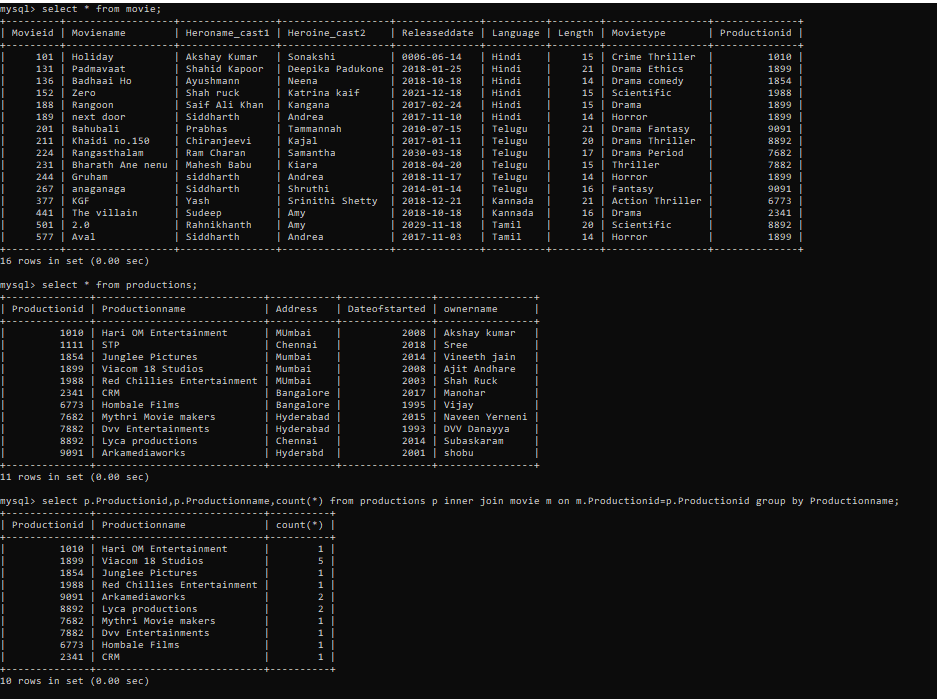 mysql> select * from movie;
+---------+------------------+-----------------+------------------+--------------+----------+--------+-----------------+--------------+
| Movieid | Moviename | Heroname_cast1 | Heroine_cast2 | Releaseddate | Language | Length | Movietype | Productionid |
+---------+------------------+-----------------+------------------+--------------+----------+--------+-----------------+--------------+
| 101 | Holiday | Akshay Kumar | Sonakshi | 0006-06-14 | Hindi | 15 | Crime Thriller | 1010 |
| 131 | Padmavaat | Shahid Kapoor | Deepika Padukone | 2018-01-25 | Hindi | 21 | Drama Ethics | 1899 |
| 136 | Badhaai Ho | Ayushmann | Neena | 2018-10-18 | Hindi | 14 | Drama comedy | 1854 |
| 152 | Zero | Shah ruck | Katrina kaif | 2021-12-18 | Hindi | 15 | Scientific | 1988 |
| 188 | Rangoon | Saif Ali Khan | Kangana | 2017-02-24 | Hindi | 15 | Drama | 1899 |
| 189 | next door | Siddharth | Andrea | 2017-11-10 | Hindi | 14 | Horror | 1899 |
| 201 | Bahubali | Prabhas | Tammannah | 2010-07-15 | Telugu | 21 | Drama Fantasy | 9091 |
| 211 | Khaidi no.150 | Chiranjeevi | Kajal | 2017-01-11 | Telugu | 20 | Drama Thriller | 8892 |
| 224 | Rangasthalam | Ram Charan | Samantha | 2030-03-18 | Telugu | 17 | Drama Period | 7682 |
| 231 | Bharath Ane nenu | Mahesh Babu | Kiara | 2018-04-20 | Telugu | 15 | Thriller | 7882 |
| 244 | Gruham | siddharth | Andrea | 2018-11-17 | Telugu | 14 | Horror | 1899 |
| 267 | anaganaga | Siddharth | Shruthi | 2014-01-14 | Telugu | 16 | Fantasy | 9091 |
| 377 | KGF | Yash | Srinithi Shetty | 2018-12-21 | Kannada | 21 | Action Thriller | 6773 |
| 441 | The villain | Sudeep | Amy | 2018-10-18 | Kannada | 16 | Drama | 2341 |
| 501 | 2.0 | Rahnikhanth | Amy | 2029-11-18 | Tamil | 20 | Scientific | 8892 |
| 577 | Aval | Siddharth | Andrea | 2017-11-03 | Tamil | 14 | Horror | 1899 |
+---------+------------------+-----------------+------------------+--------------+----------+--------+-----------------+--------------+
16 rows in set (0.00 sec)
mysql> select * from productions;
+--------------+----------------------------+-----------+---------------+----------------+
| Productionid | Productionname | Address | Dateofstarted | ownername |
+--------------+----------------------------+-----------+---------------+----------------+
| 1010 | Hari OM Entertainment | MUmbai | 2008 | Akshay kumar |
| 1111 | STP | Chennai | 2018 | Sree |
| 1854 | Junglee Pictures | Mumbai | 2014 | Vineeth jain |
| 1899 | Viacom 18 Studios | Mumbai | 2008 | Ajit Andhare |
| 1988 | Red Chillies Entertainment | MUmbai | 2003 | Shah Ruck |
| 2341 | CRM | Bangalore | 2017 | Manohar |
| 6773 | Hombale Films | Bangalore | 1995 | Vijay |
| 7682 | Mythri Movie makers | Hyderabad | 2015 | Naveen Yerneni |
| 7882 | Dvv Entertainments | Hyderabad | 1993 | DVV Danayya |
| 8892 | Lyca productions | Chennai | 2014 | Subaskaram |
| 9091 | Arkamediaworks | Hyderabd | 2001 | shobu |
+--------------+----------------------------+-----------+---------------+----------------+
11 rows in set (0.00 sec)
mysql> select p.Productionid,p.Productionname,count(*) from productions p inner join movie m on m.Productionid=p.Productionid group by Productionname;
+--------------+----------------------------+----------+
| Productionid | Productionname | count(*) |
+--------------+----------------------------+----------+
| 1010 | Hari OM Entertainment | 1 |
| 1899 | Viacom 18 Studios | 5 |
| 1854 | Junglee Pictures | 1 |
| 1988 | Red Chillies Entertainment | 1 |
| 9091 | Arkamediaworks | 2 |
| 8892 | Lyca productions | 2 |
| 7682 | Mythri Movie makers | 1 |
| 7882 | Dvv Entertainments | 1 |
| 6773 | Hombale Films | 1 |
| 2341 | CRM | 1 |
+--------------+----------------------------+----------+
10 rows in set (0.00 sec)